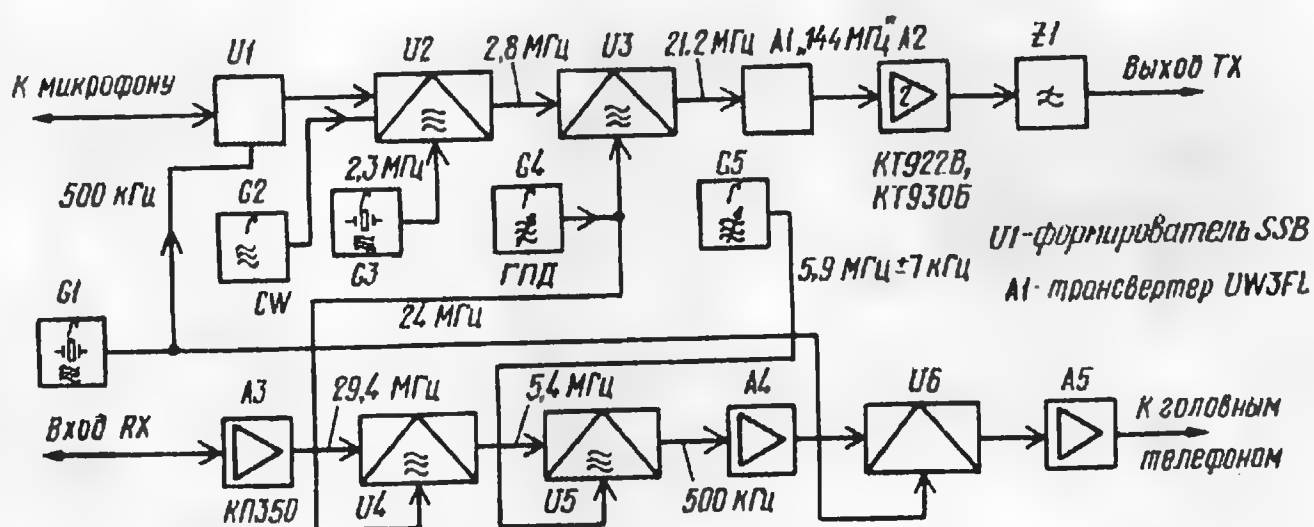 U1
U2
2,8 МГц
U3
21.2 МГц
A1 „144 МГц"
A2
Z1
К микрофону
Выход TX
500 кГц
G2
2,3 МГц
G4
G5
КТ922В,
КТ930Б
U1-формирователь SSB
G3
CW
ГПД
5,9 МГц ±7 кГц
A1- трансвертер UW3FL
G1
24 МГц
A3
29,4 МГц
5,4 МГц
A4
U6
A5
Вход RX
К головным
телефонам
КП350
U4
U5
500 кГц